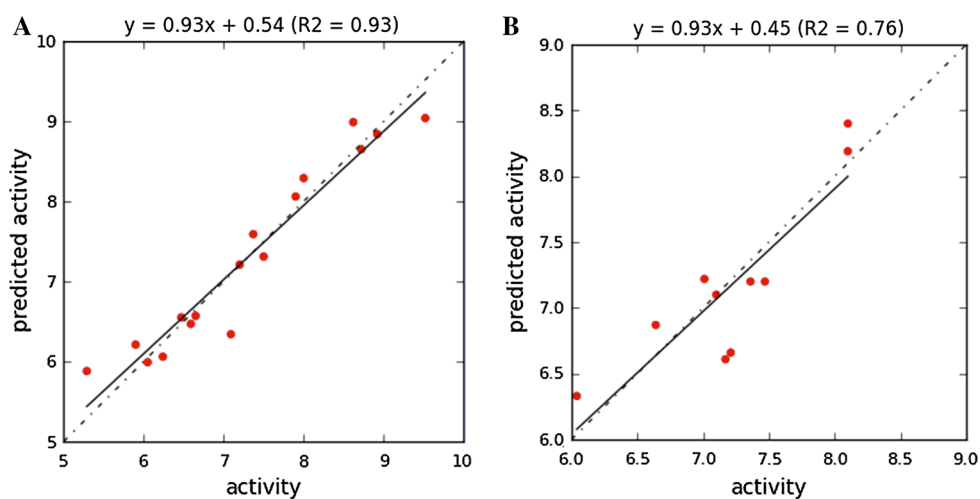 A
y = 0.93x + 0.54 (R2 = 0.93)
10
9
8
7
6
5
predicted activity
5 6 7 8 9 10
activity
B
y = 0.93x + 0.45 (R2 = 0.76)
9.0
8.5
8.0
7.5
7.0
6.5
6.0
predicted activity
6.0 6.5 7.0 7.5 8.0 8.5 9.0
activity